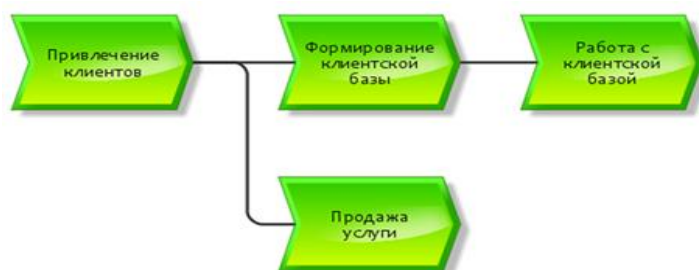 Привлечение
клиентов
Формирование
клиентской
базы
Работа с
клиентской
базой
Продажа
услуги